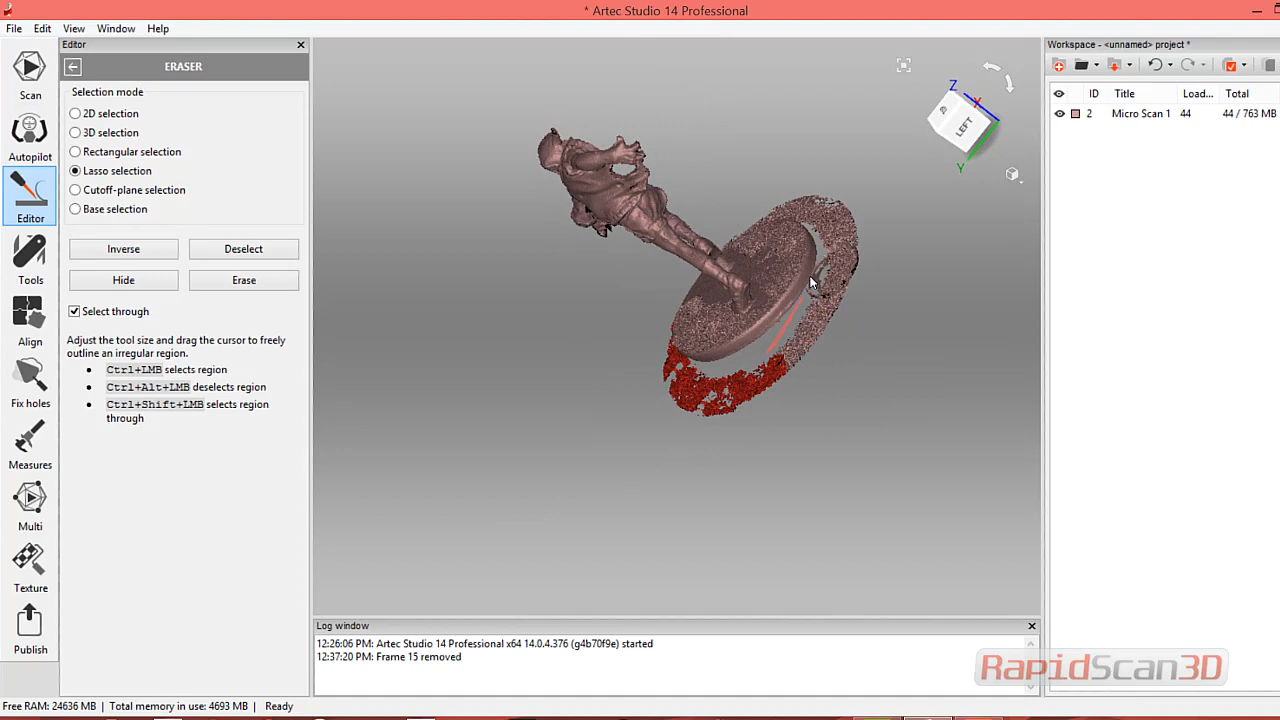 * Artec Studio 14 Professional
File Edit View Window Help
Scan
Autopilot
Editor
Tools
Align
Fix holes
Measures
Multi
Texture
Publish
Editor
ERASER
Selection mode
2D selection
3D selection
Rectangular selection
Lasso selection
Cutoff-plane selection
Base selection
Inverse Deselect
Hide Erase
Select through
Adjust the tool size and drag the cursor to freely
outline an irregular region.
Ctrl+LMB selects region
Ctrl+Alt+LMB deselects region
Ctrl+Shift+LMB selects region
through
Z X
LEFT
Y
Workspace - <unnamed> project *
ID Title Load... Total
2 Micro Scan 1 44 44 / 763 MB
Log window
12:26:06 PM: Artec Studio 14 Professional x64 14.0.4.376 (g4b70f9e) started
12:37:20 PM: Frame 15 removed
RapidScan3D
Free RAM: 24636 MB | Total memory in use: 4693 MB | Ready